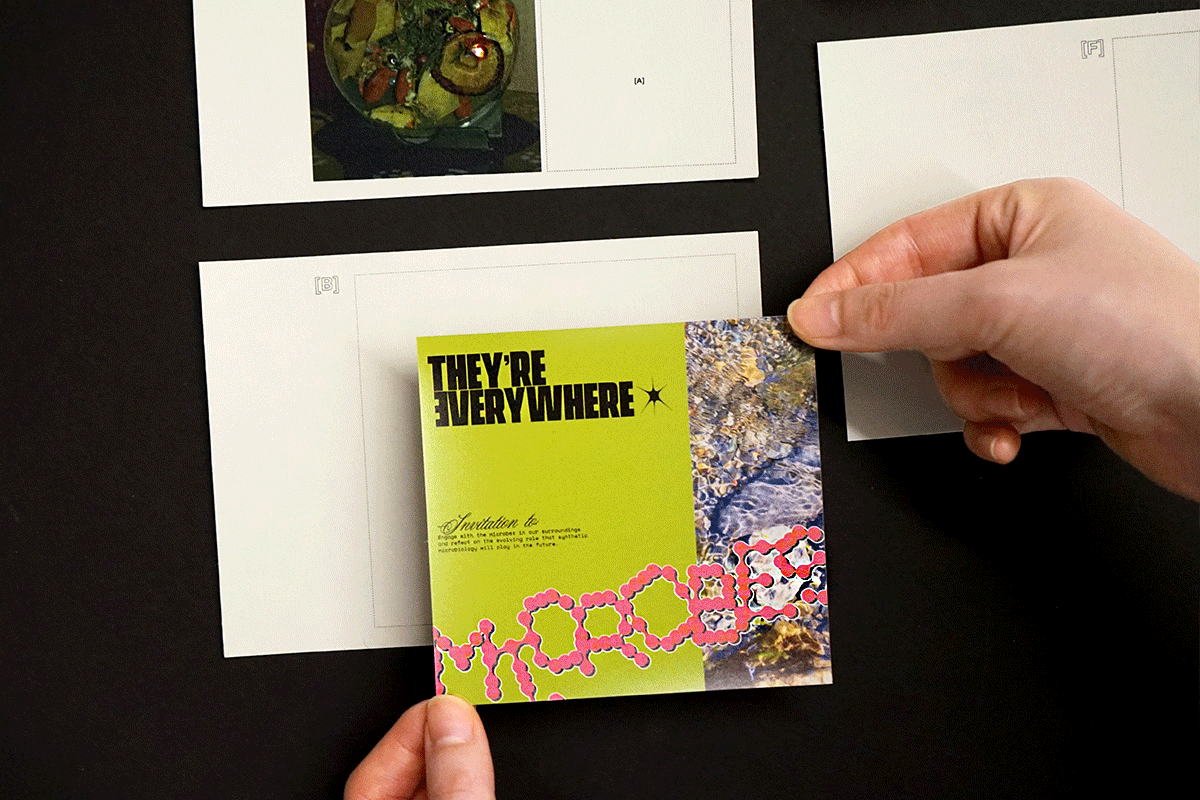 [A]
[F]
[B]
THEY'RE
EVERYWHERE
Invitation to
Engage with the microbes in our surroundings
and reflect on the evolving role that synthetic
microbiology will play in the future.
MICROBES